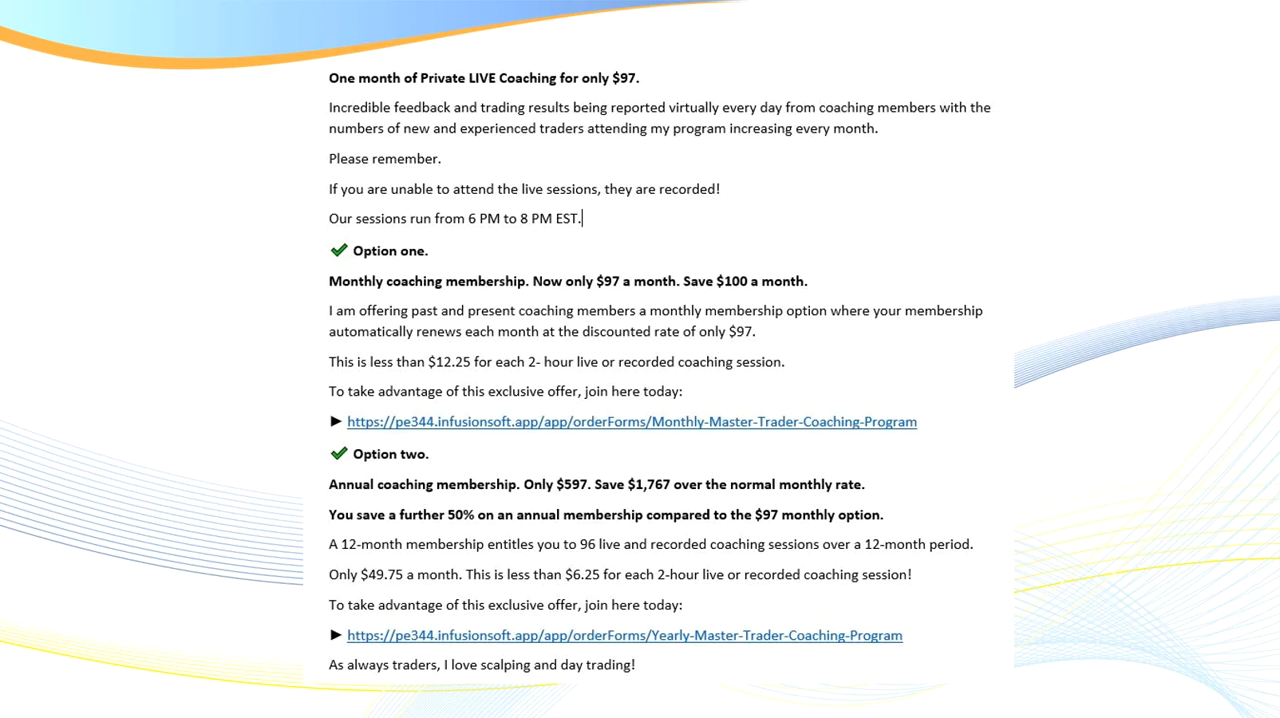 One month of Private LIVE Coaching for only $97.
Incredible feedback and trading results being reported virtually every day from coaching members with the
numbers of new and experienced traders attending my program increasing every month.
Please remember.
If you are unable to attend the live sessions, they are recorded!
Our sessions run from 6 PM to 8 PM EST.
✔ Option one.
Monthly coaching membership. Now only $97 a month. Save $100 a month.
I am offering past and present coaching members a monthly membership option where your membership
automatically renews each month at the discounted rate of only $97.
This is less than $12.25 for each 2- hour live or recorded coaching session.
To take advantage of this exclusive offer, join here today:
► https://pe344.infusionsoft.app/app/orderForms/Monthly-Master-Trader-Coaching-Program
✔ Option two.
Annual coaching membership. Only $597. Save $1,767 over the normal monthly rate.
You save a further 50% on an annual membership compared to the $97 monthly option.
A 12-month membership entitles you to 96 live and recorded coaching sessions over a 12-month period.
Only $49.75 a month. This is less than $6.25 for each 2-hour live or recorded coaching session!
To take advantage of this exclusive offer, join here today:
► https://pe344.infusionsoft.app/app/orderForms/Yearly-Master-Trader-Coaching-Program
As always traders, I love scalping and day trading!